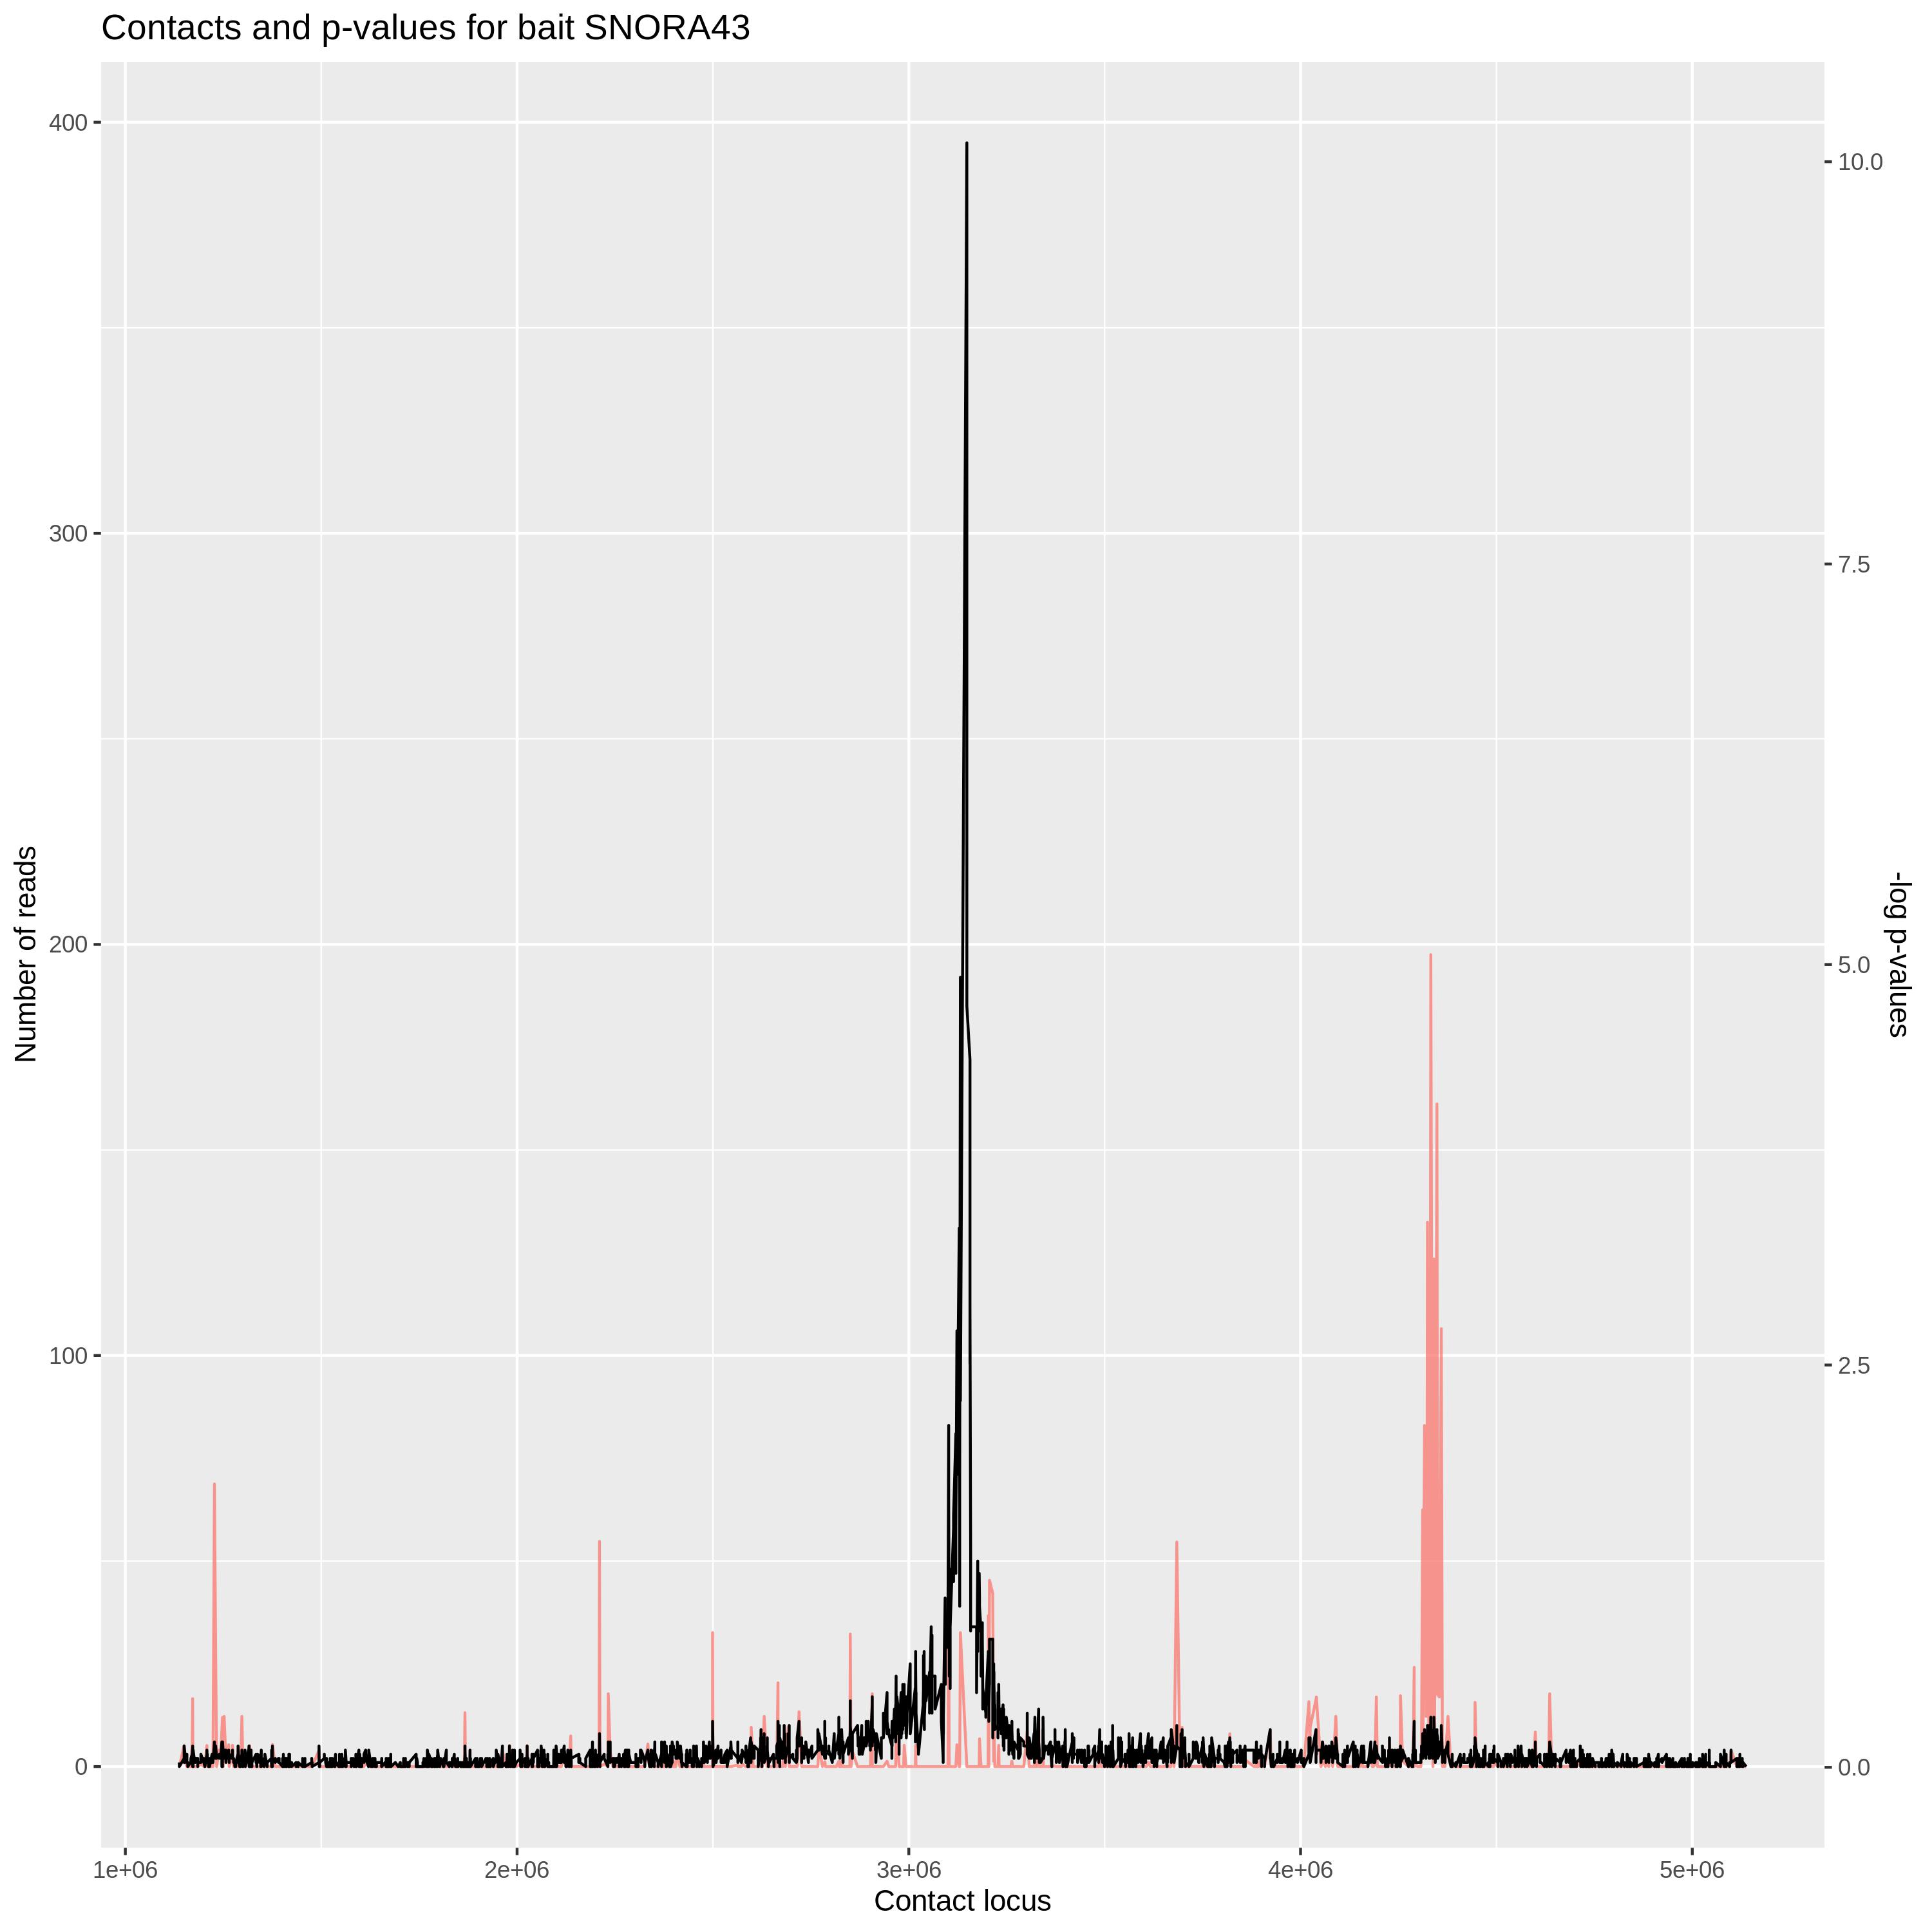 Contacts and p-values for bait SNORA43
400
300
200
100
0
Number of reads
10.0
7.5
5.0
2.5
0.0
-log p-values
1e+06 2e+06 3e+06 4e+06 5e+06
Contact locus